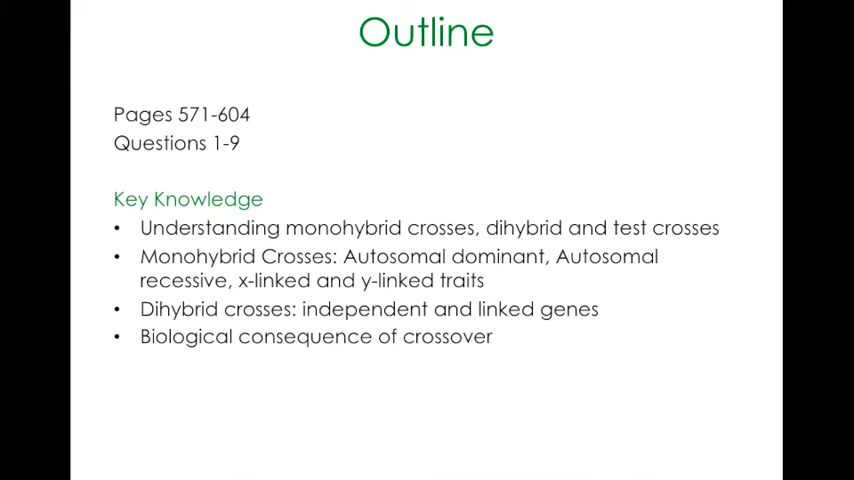 Outline
Pages 571-604
Questions 1-9
Key Knowledge
• Understanding monohybrid crosses, dihybrid and test crosses
• Monohybrid Crosses: Autosomal dominant, Autosomal
recessive, x-linked and y-linked traits
• Dihybrid crosses: independent and linked genes
• Biological consequence of crossover